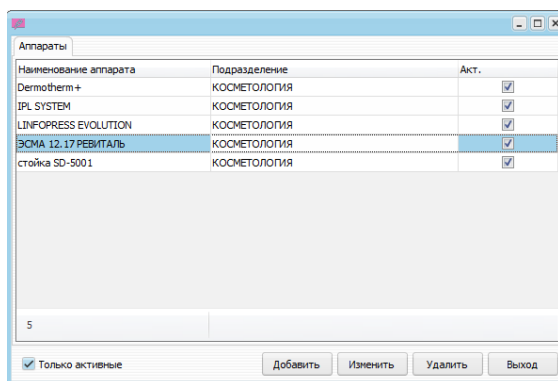 Аппараты
Наименование аппарата Подразделение Акт.
Dermotherm+ КОСМЕТОЛОГИЯ
IPL SYSTEM КОСМЕТОЛОГИЯ
LINFOPRESS EVOLUTION КОСМЕТОЛОГИЯ
ЭСМА 12.17 РЕВИТАЛЬ КОСМЕТОЛОГИЯ
стойка SD-5001 КОСМЕТОЛОГИЯ
5
Только активные Добавить Изменить Удалить Выход